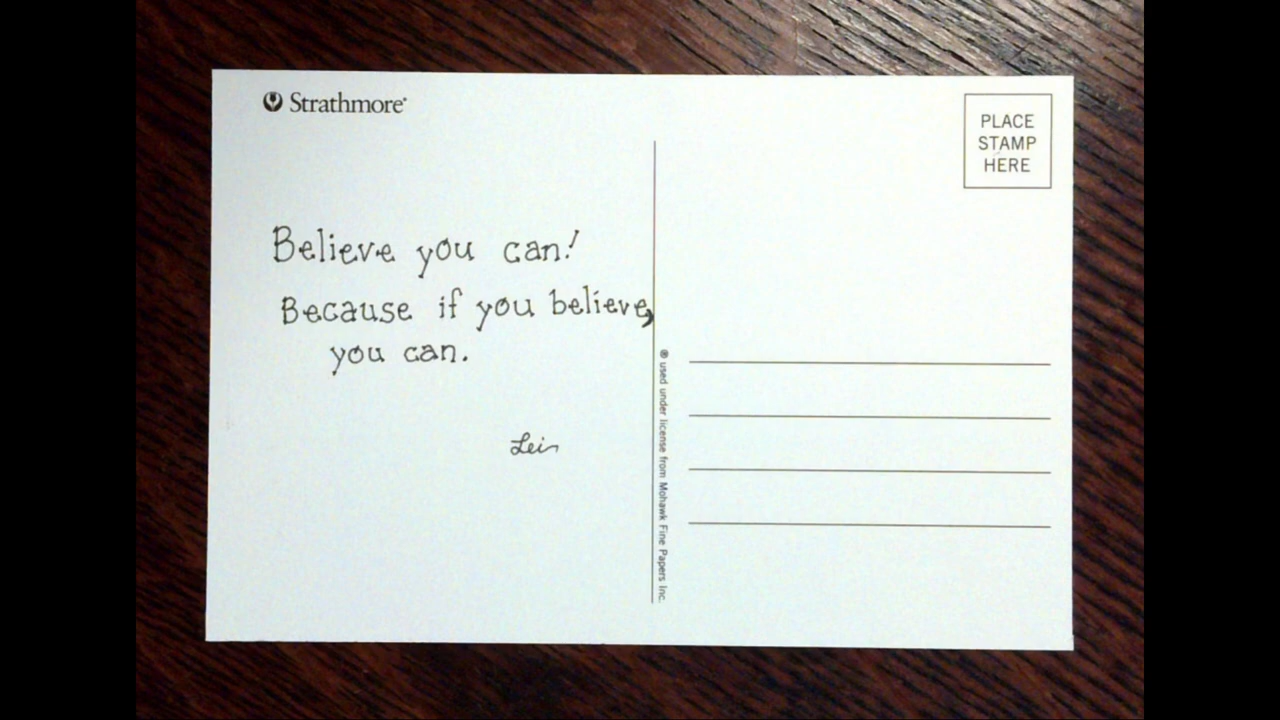 Strathmore®
PLACE
STAMP
HERE
Believe you can!
Because if you believe,
you can.
Lei
® used under license from Mohawk Fine Papers Inc.